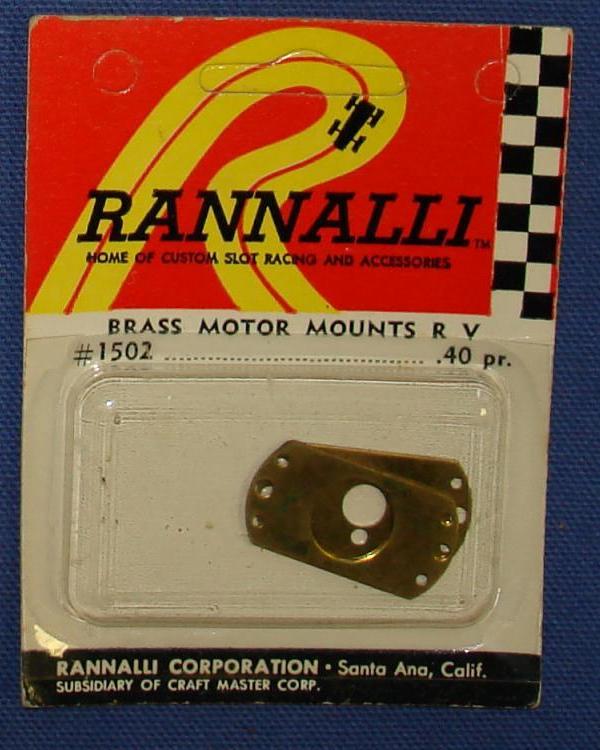 RANNALLI™
HOME OF CUSTOM SLOT RACING AND ACCESSORIES
BRASS MOTOR MOUNTS R V
#1502 ........................................ .40 pr.
RANNALLI CORPORATION • Santa Ana, Calif.
SUBSIDIARY OF CRAFT MASTER CORP.